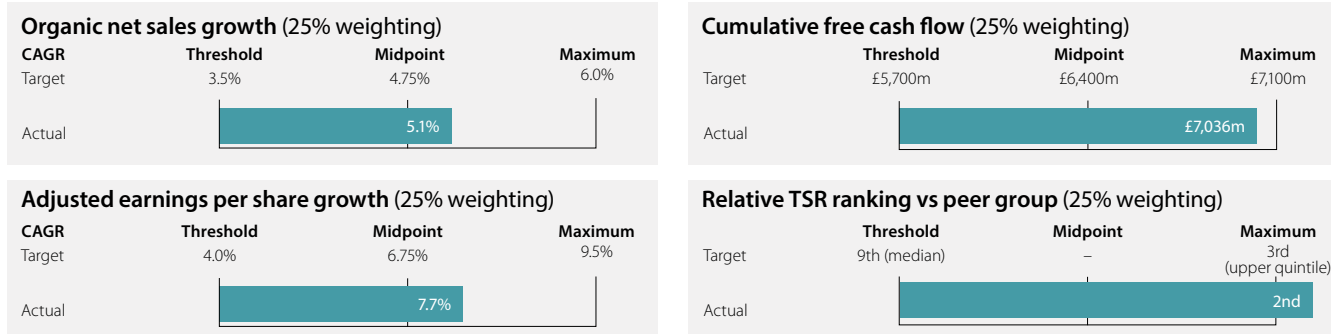 Organic net sales growth (25% weighting)
CAGR Threshold Midpoint Maximum
Target 3.5% 4.75% 6.0%
Actual 5.1%
Cumulative free cash flow (25% weighting)
Threshold Midpoint Maximum
Target £5,700m £6,400m £7,100m
Actual £7,036m
Adjusted earnings per share growth (25% weighting)
CAGR Threshold Midpoint Maximum
Target 4.0% 6.75% 9.5%
Actual 7.7%
Relative TSR ranking vs peer group (25% weighting)
Threshold Midpoint Maximum
Target 9th (median) – 3rd
(upper quintile)
Actual 2nd